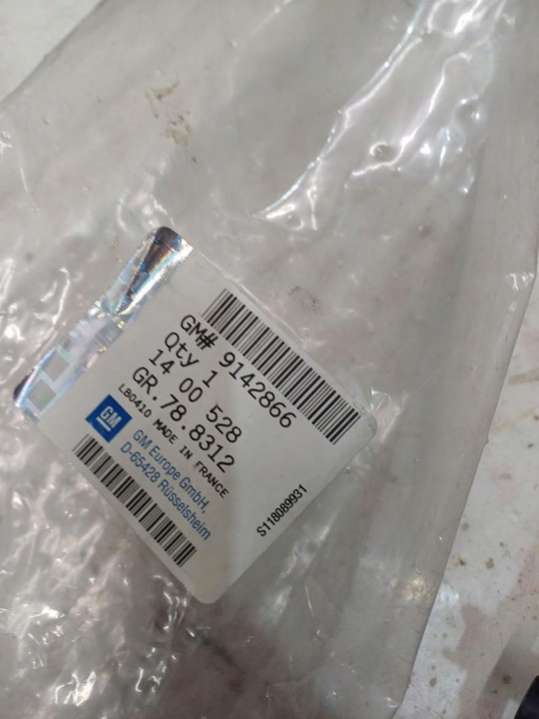 GM# 9142866
Qty 1
14 00 528
GR.78.8312
LBG410 MADE IN FRANCE
GM
GM Europe GmbH,
D-65428 Rüsselsheim
S118089931